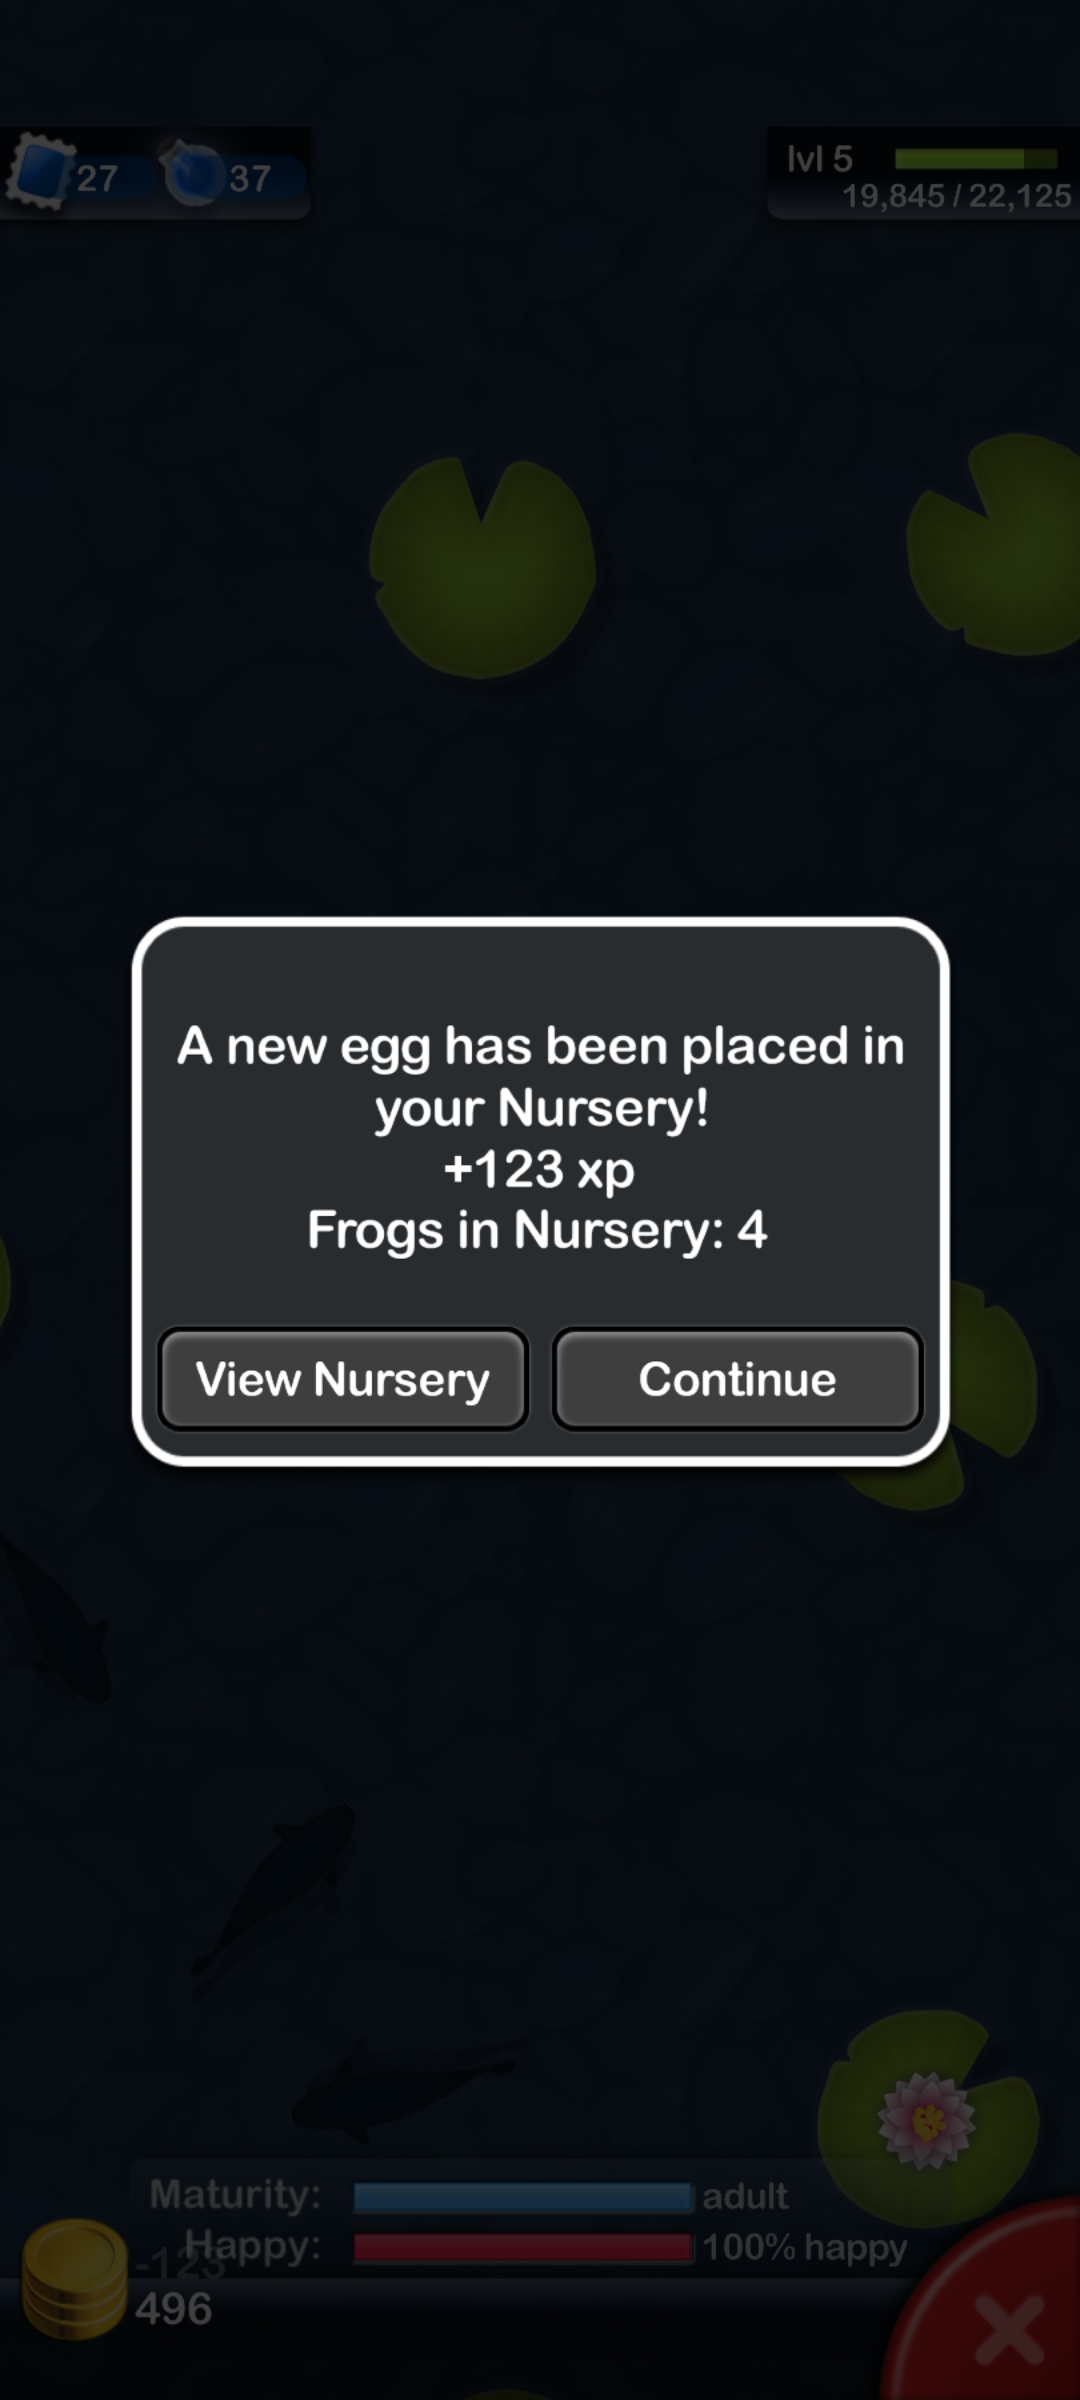 27 37
lvl 5
19,845 / 22,125
A new egg has been placed in
your Nursery!
+123 xp
Frogs in Nursery: 4
View Nursery Continue
Maturity: adult
Happy: 100% happy
-123
496